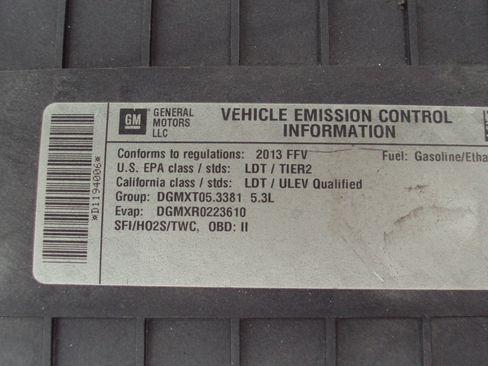 GM
GENERAL
MOTORS
LLC
VEHICLE EMISSION CONTROL
INFORMATION
Conforms to regulations: 2013 FFV
Fuel: Gasoline/Etha
U.S. EPA class / stds: LDT / TIER2
California class / stds: LDT / ULEV Qualified
Group: DGMXT05.3381 5.3L
Evap: DGMXR0223610
SFI/HO2S/TWC, OBD: II
*D1194006*